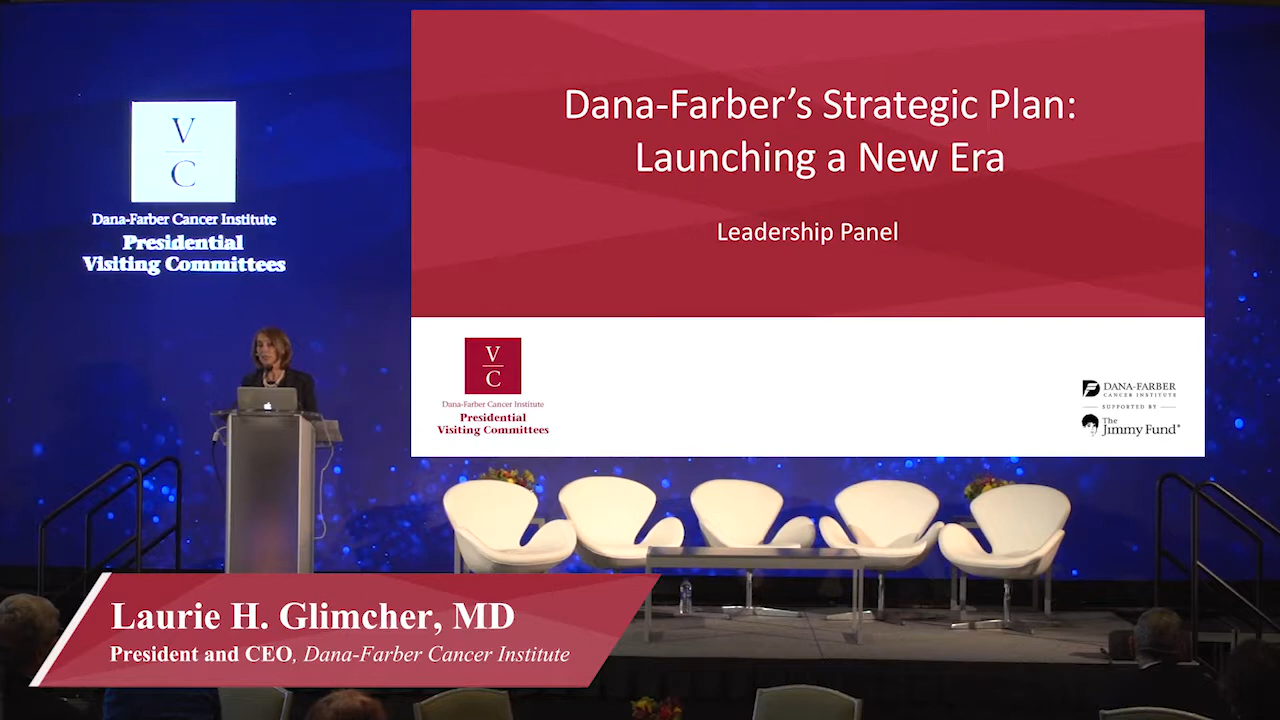 V
C
Dana-Farber Cancer Institute
Presidential
Visiting Committees
Dana-Farber's Strategic Plan:
Launching a New Era
Leadership Panel
V
C
Dana-Farber Cancer Institute
Presidential
Visiting Committees
DANA-FARBER
CANCER INSTITUTE
SUPPORTED BY
The
Jimmy Fund®
Laurie H. Glimcher, MD
President and CEO, Dana-Farber Cancer Institute